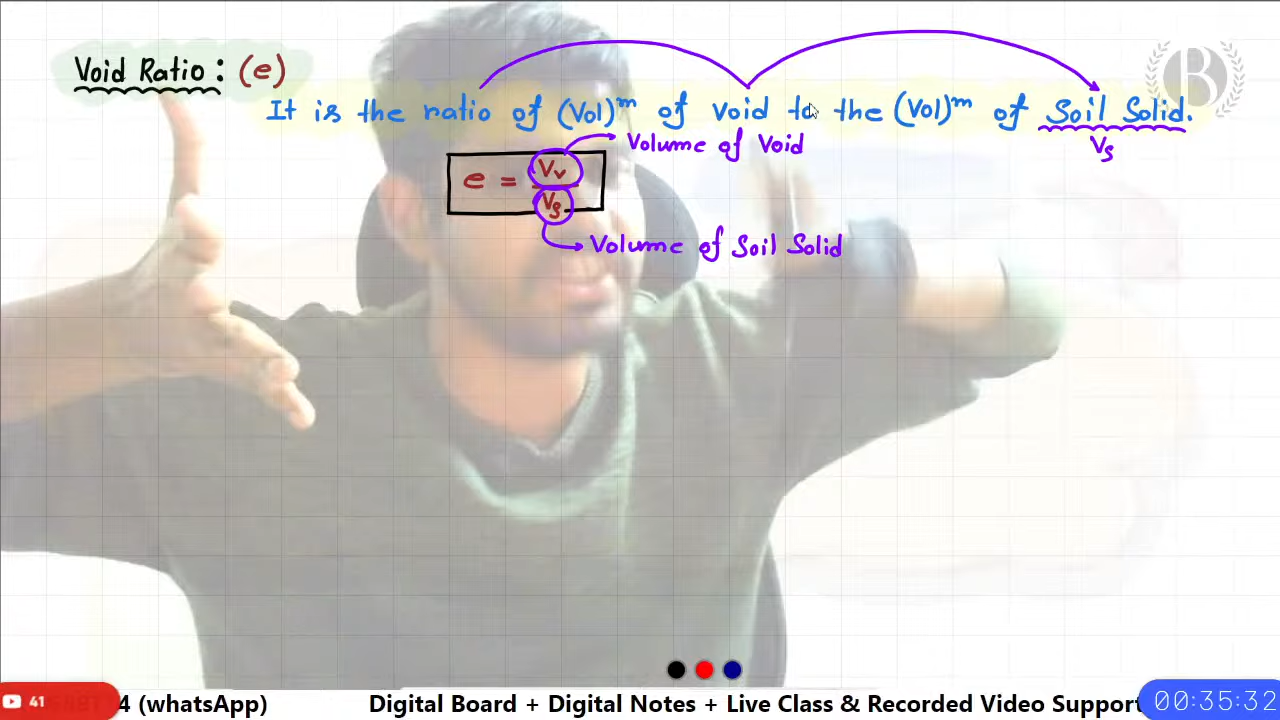 Void Ratio : (e)
It is the ratio of (Vol)ᵐ of void to the (Vol)ᵐ of Soil Solid.
Vs
Volume of Void
e = Vv / Vs
Volume of Soil Solid
B
41
4 (whatsApp)
Digital Board + Digital Notes + Live Class & Recorded Video Support
00:35:32